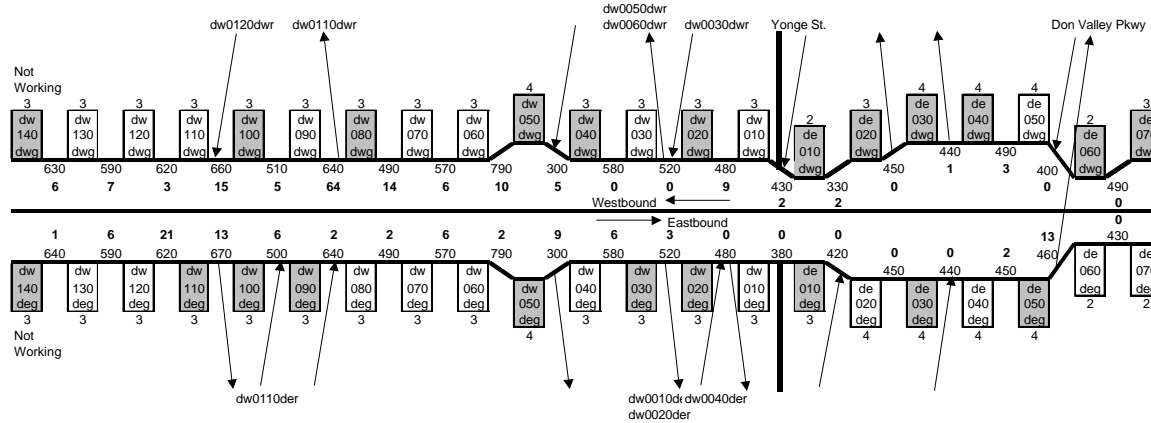 dw0050dwr
dw0120dwr dw0110dwr dw0060dwr dw0030dwr Yonge St. Don Valley Pkwy
Not
Working
4 4 4 4
3 3 3 3 3 3 3 3 3 dw 3 3 3 3 2 3 de de de 2 3
dw dw dw dw dw dw dw dw dw 050 dw dw dw dw de de 030 040 050 de de
140 130 120 110 100 090 080 070 060 dwg 040 030 020 010 010 020 dwg dwg dwg 060 070
dwg dwg dwg dwg dwg dwg dwg dwg dwg dwg dwg dwg dwg dwg dwg dwg dwg
440 490 400
630 590 620 660 510 640 490 570 790 300 580 520 480 430 330 450 490
6 7 3 15 5 64 14 6 10 5 0 0 9 2 2 0 1 3 0 0
Westbound
Eastbound
1 6 21 13 6 2 2 6 2 9 6 3 0 0 0 0 0 2 13 0
640 590 620 670 500 640 490 570 790 300 580 520 480 380 420 450 440 450 460 430
dw dw dw dw dw dw dw dw dw dw dw dw dw dw de de de de de de de
140 130 120 110 100 090 080 070 060 050 040 030 020 010 010 020 030 040 050 060 070
deg deg deg deg deg deg deg deg deg deg deg deg deg deg deg deg deg deg deg deg deg
3 3 3 3 3 3 3 3 3 4 3 3 3 3 3 4 4 4 4 2 2
Not
Working
dw0110der dw0010de dw0040der
dw0020der